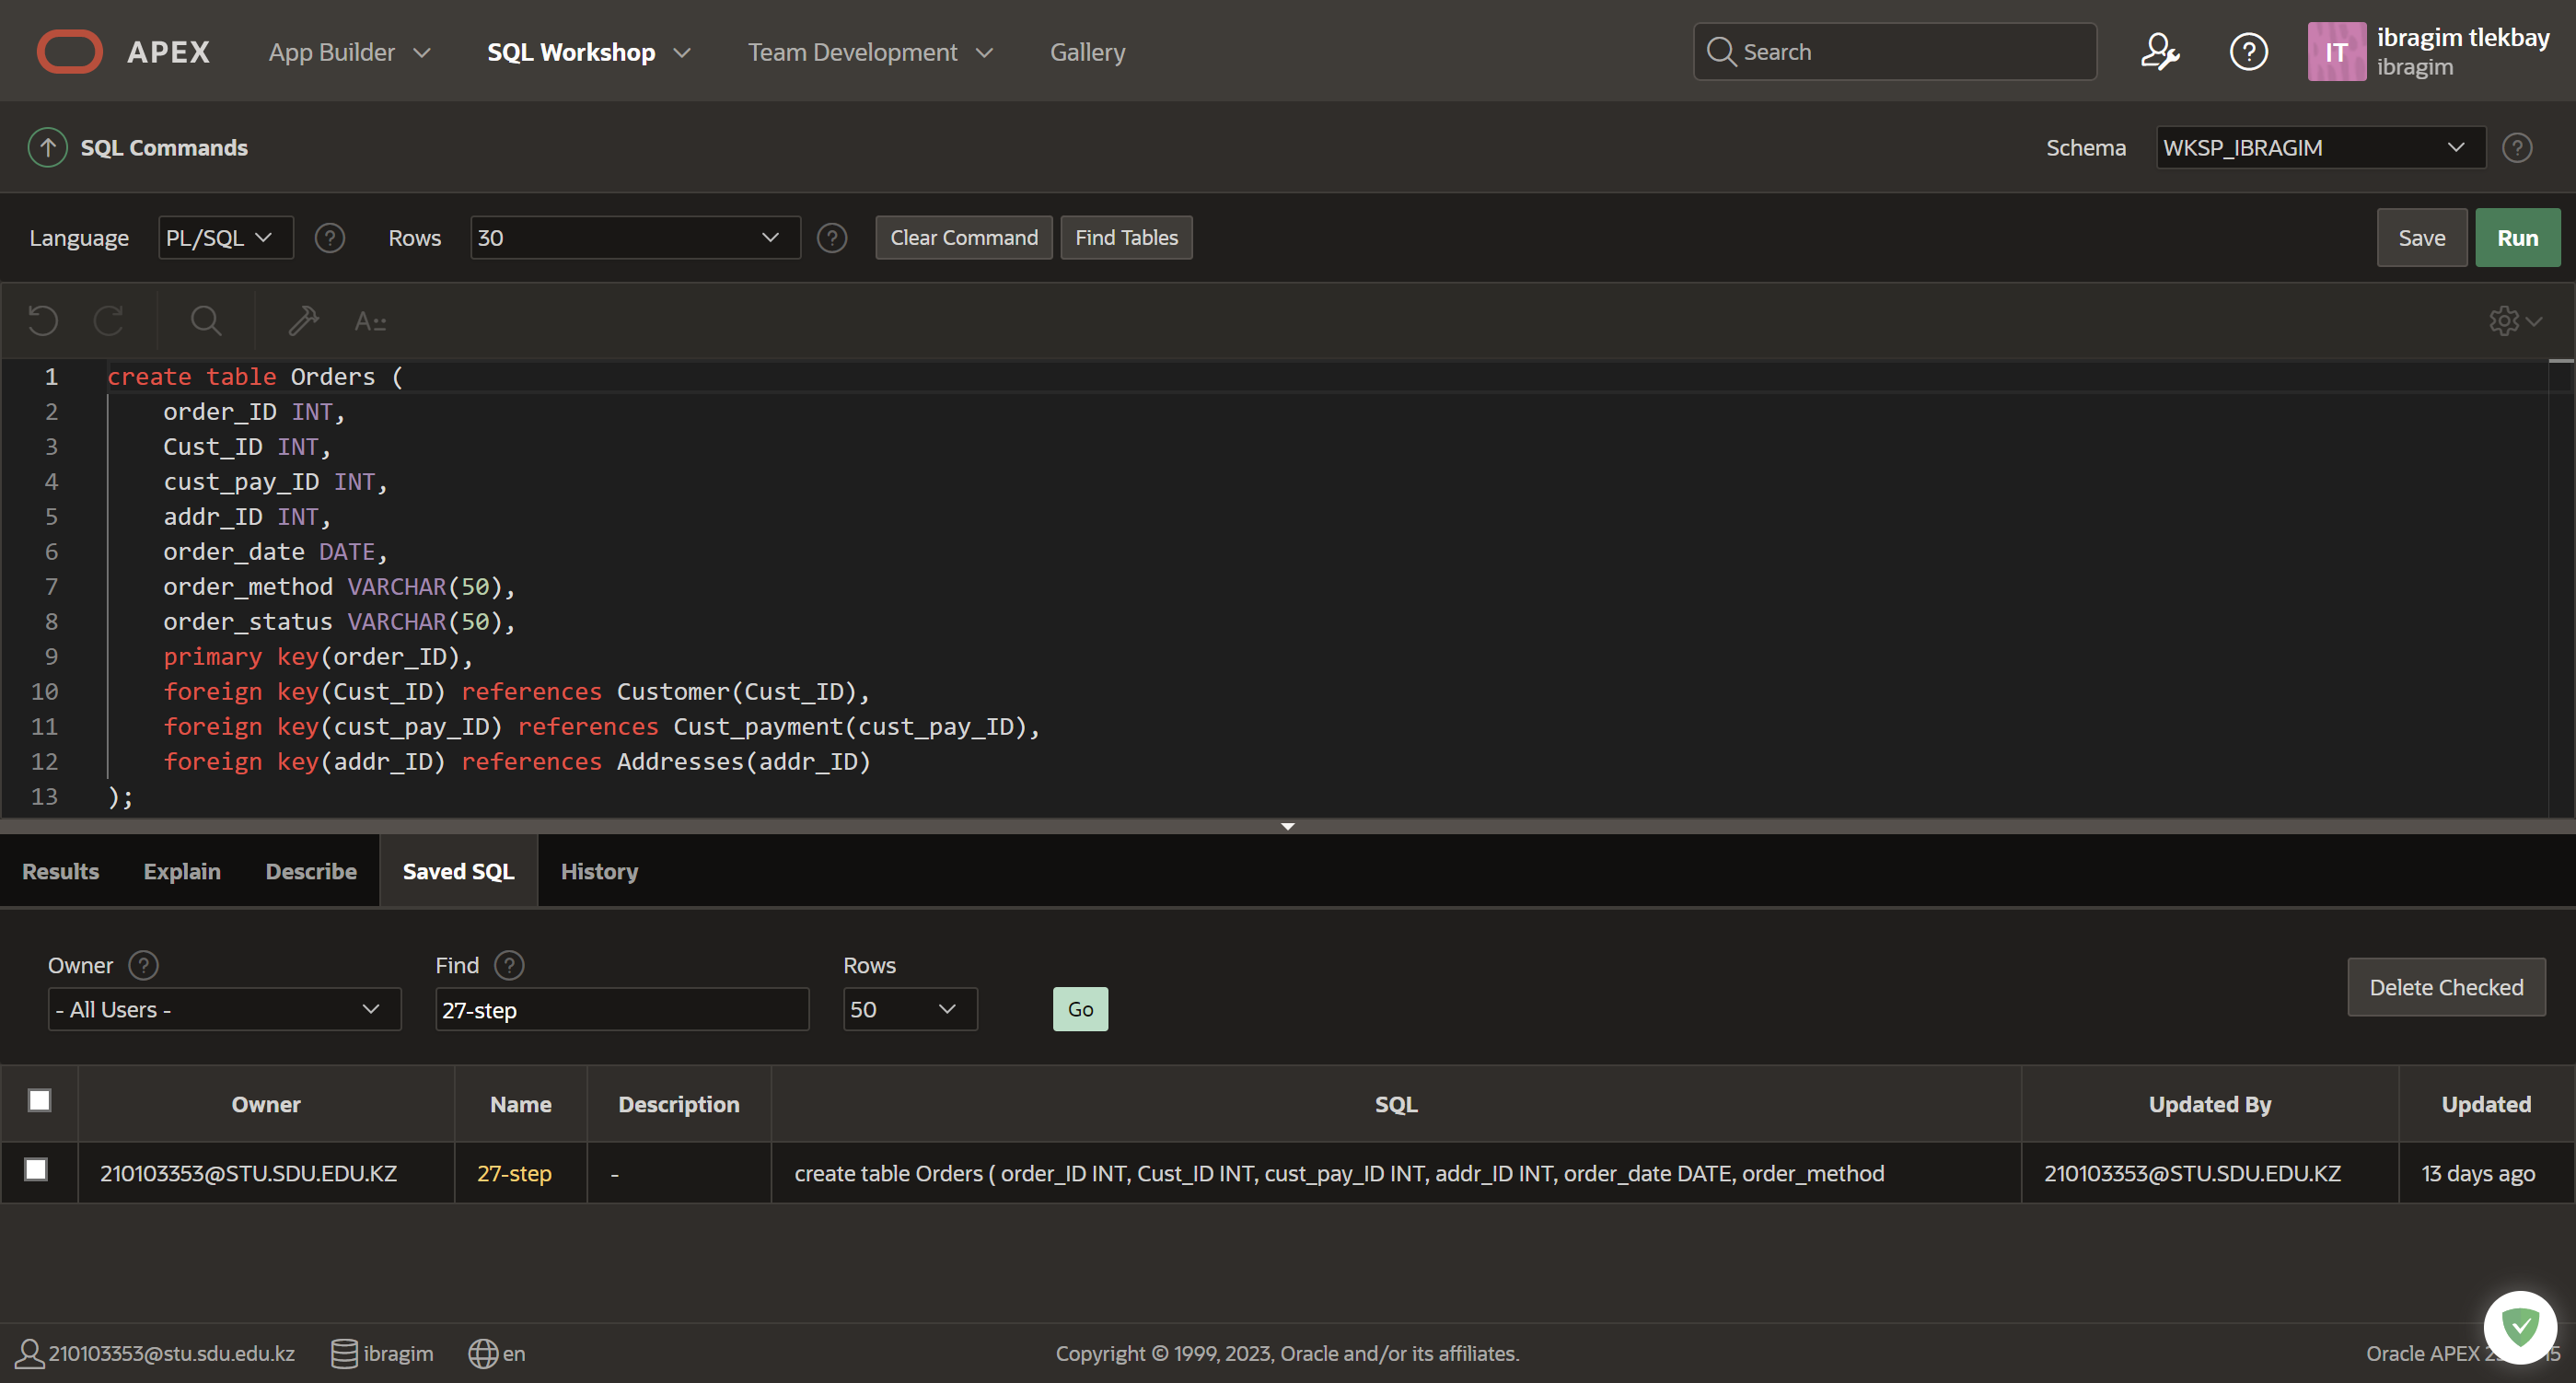 APEX App Builder SQL Workshop Team Development Gallery Search IT ibragim tlekbay
ibragim
SQL Commands Schema WKSP_IBRAGIM
Language PL/SQL Rows 30 Clear Command Find Tables Save Run
1 create table Orders (
2 order_ID INT,
3 Cust_ID INT,
4 cust_pay_ID INT,
5 addr_ID INT,
6 order_date DATE,
7 order_method VARCHAR(50),
8 order_status VARCHAR(50),
9 primary key(order_ID),
10 foreign key(Cust_ID) references Customer(Cust_ID),
11 foreign key(cust_pay_ID) references Cust_payment(cust_pay_ID),
12 foreign key(addr_ID) references Addresses(addr_ID)
13 );
Results Explain Describe Saved SQL History
Owner Find Rows
- All Users - 27-step 50 Go Delete Checked
Owner Name Description SQL Updated By Updated
210103353@STU.SDU.EDU.KZ 27-step - create table Orders ( order_ID INT, Cust_ID INT, cust_pay_ID INT, addr_ID INT, order_date DATE, order_method 210103353@STU.SDU.EDU.KZ 13 days ago
210103353@stu.sdu.edu.kz ibragim en Copyright © 1999, 2023, Oracle and/or its affiliates. Oracle APEX